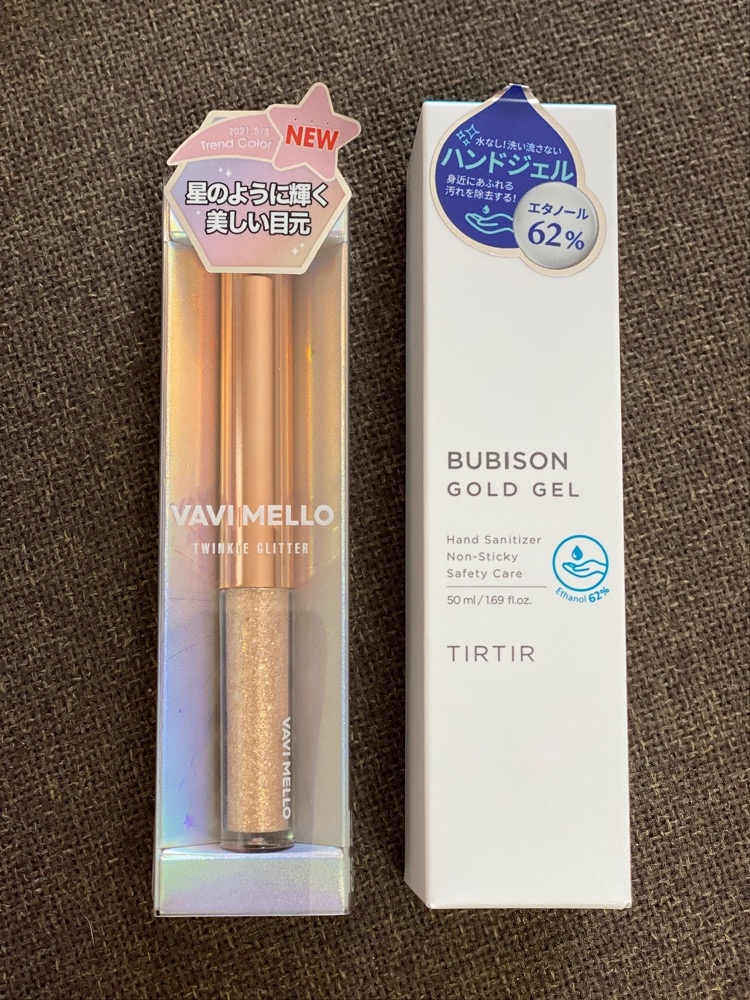 2021 S/S
Trend Color
NEW
星のように輝く
美しい目元
VAVI MELLO
TWINKLE GLITTER
VAVI MELLO
水なし!洗い流さない
ハンドジェル
身近にあふれる
汚れを除去する!
エタノール
62%
BUBISON
GOLD GEL
Hand Sanitizer
Non-Sticky
Safety Care
50 ml / 1.69 fl.oz.
Ethanol 62%
TIRTIR